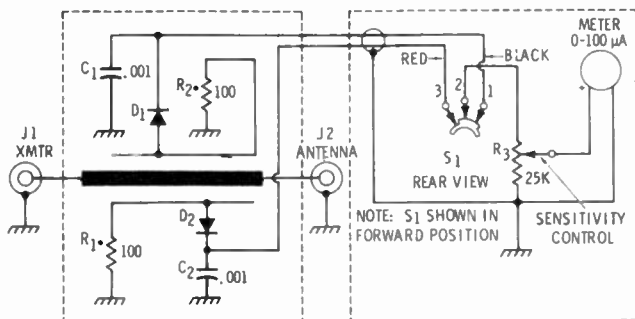 C1 .001
R2• 100
D1
J1
XMTR
J2
ANTENNA
R1• 100
D2
C2 .001
RED
BLACK
3 2 1
S1
REAR VIEW
NOTE: S1 SHOWN IN
FORWARD POSITION
METER
0-100 µA
+
R3
25K
SENSITIVITY
CONTROL